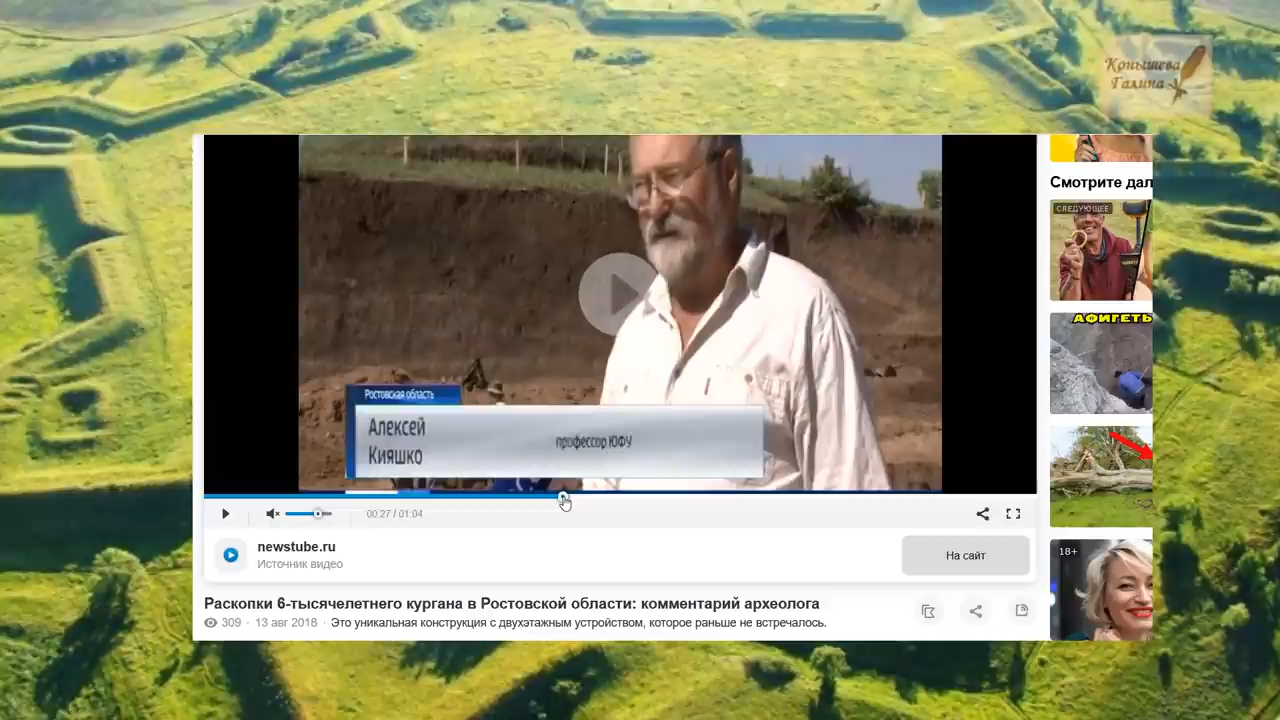 Конышева
Галина
Смотрите дал
СЛЕДУЮЩЕЕ
АФИГЕТЬ
Ростовская область
Алексей
Кияшко
профессор ЮФУ
00:27 / 01:04
newstube.ru
Источник видео
На сайт
18+
Раскопки 6-тысячелетнего кургана в Ростовской области: комментарий археолога
309 · 13 авг 2018 · Это уникальная конструкция с двухэтажным устройством, которое раньше не встречалось.